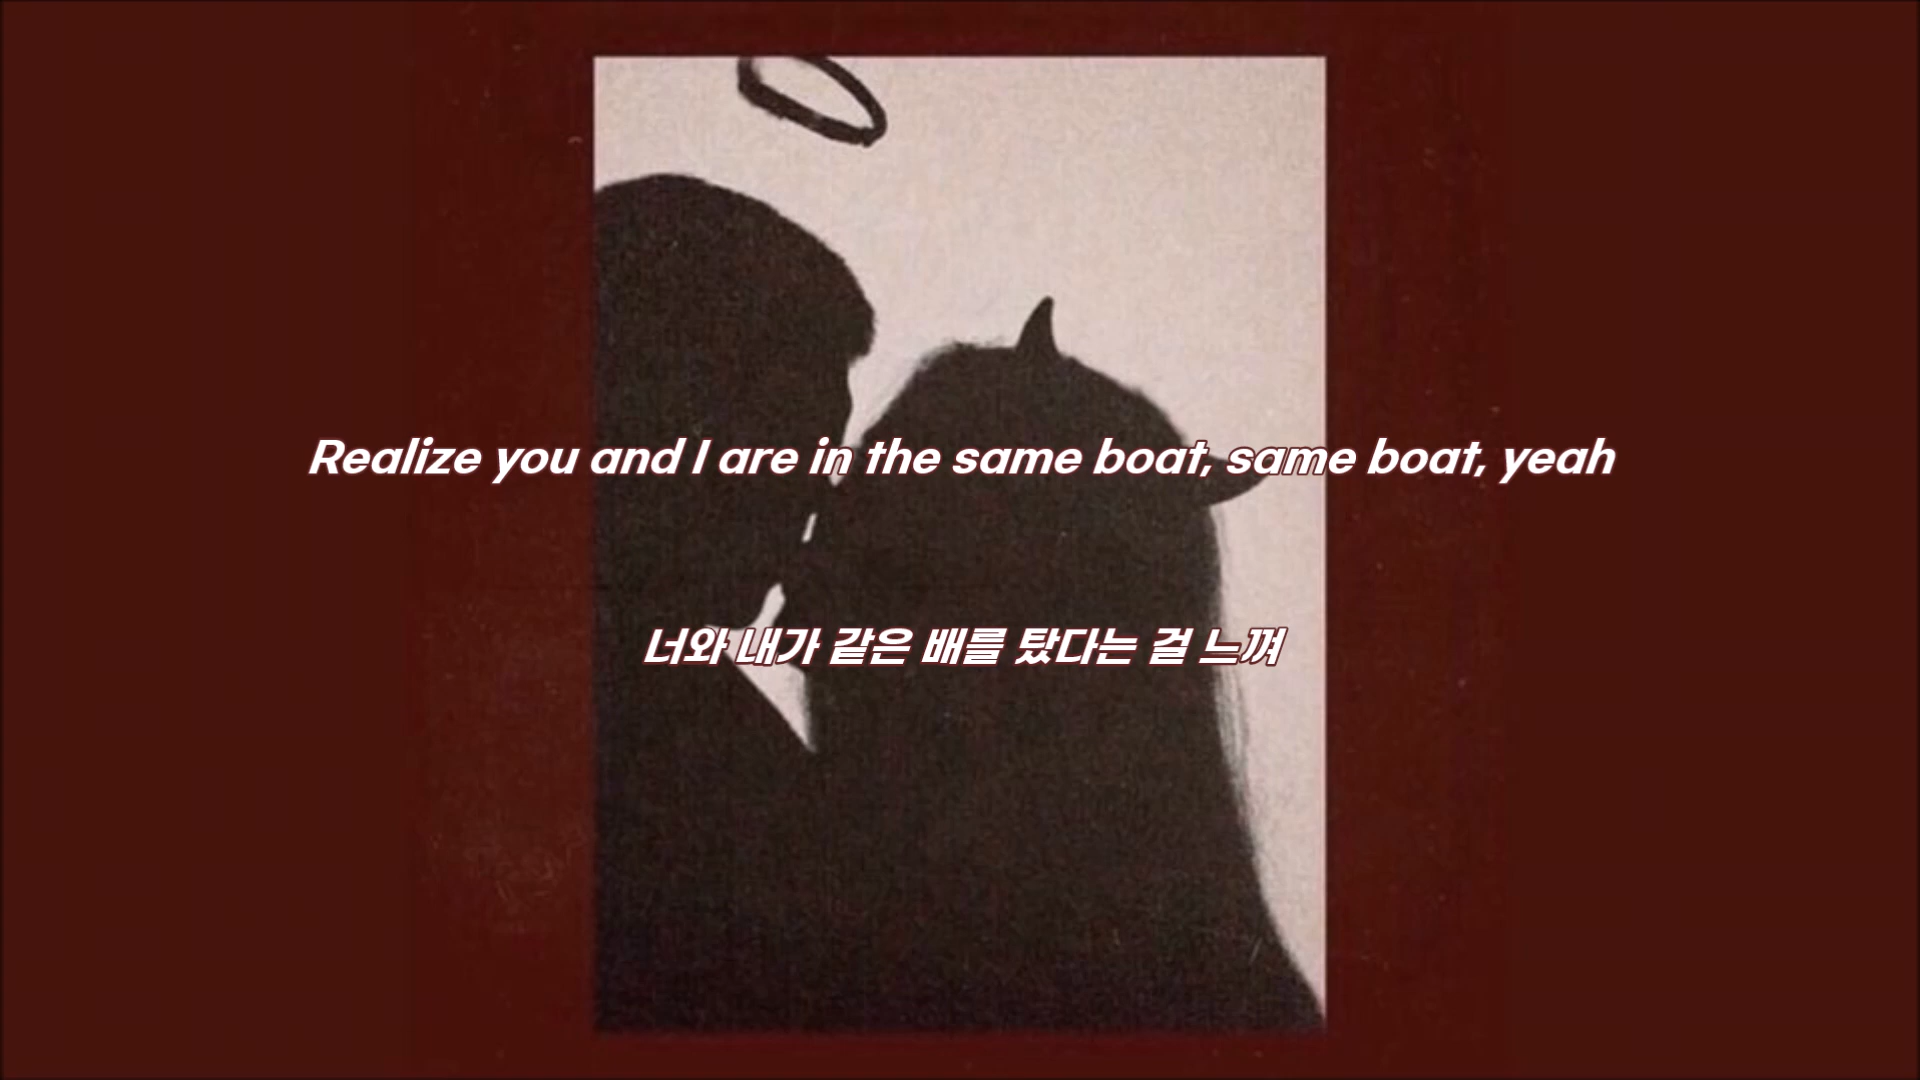 Realize you and I are in the same boat, same boat, yeah
너와 내가 같은 배를 탔다는 걸 느껴